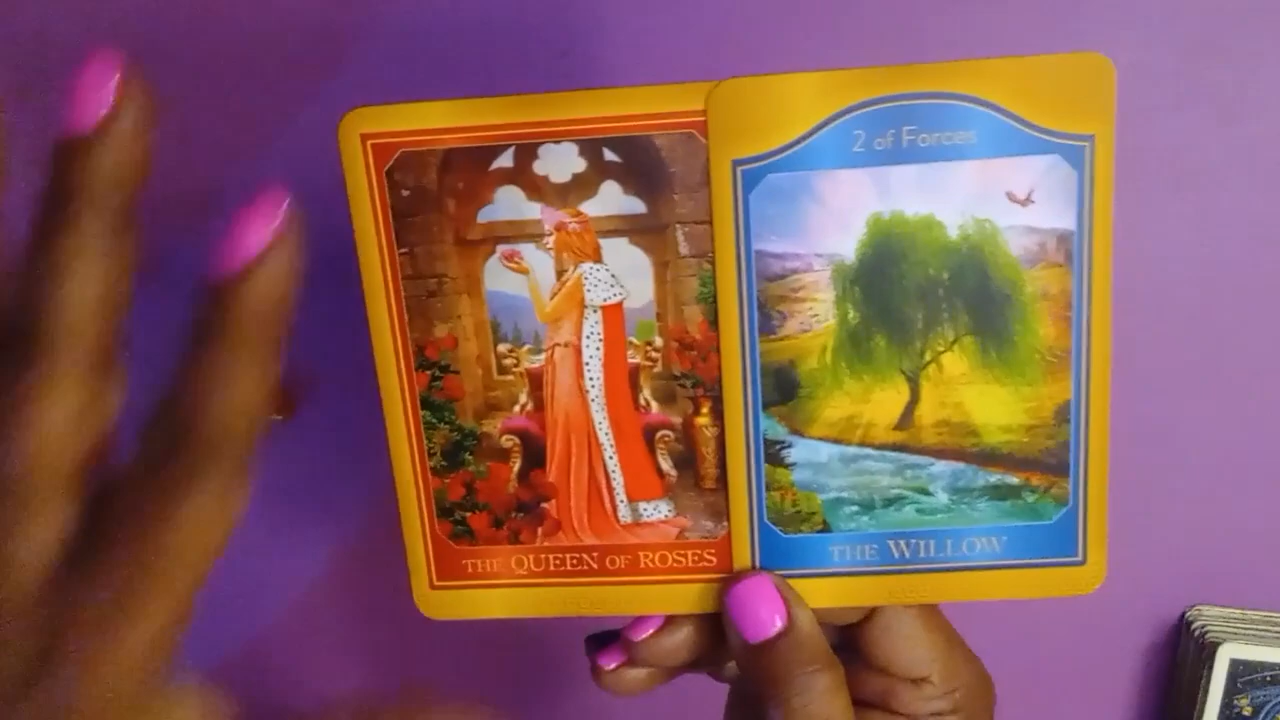 THE QUEEN OF ROSES
2 of Forces
THE WILLOW